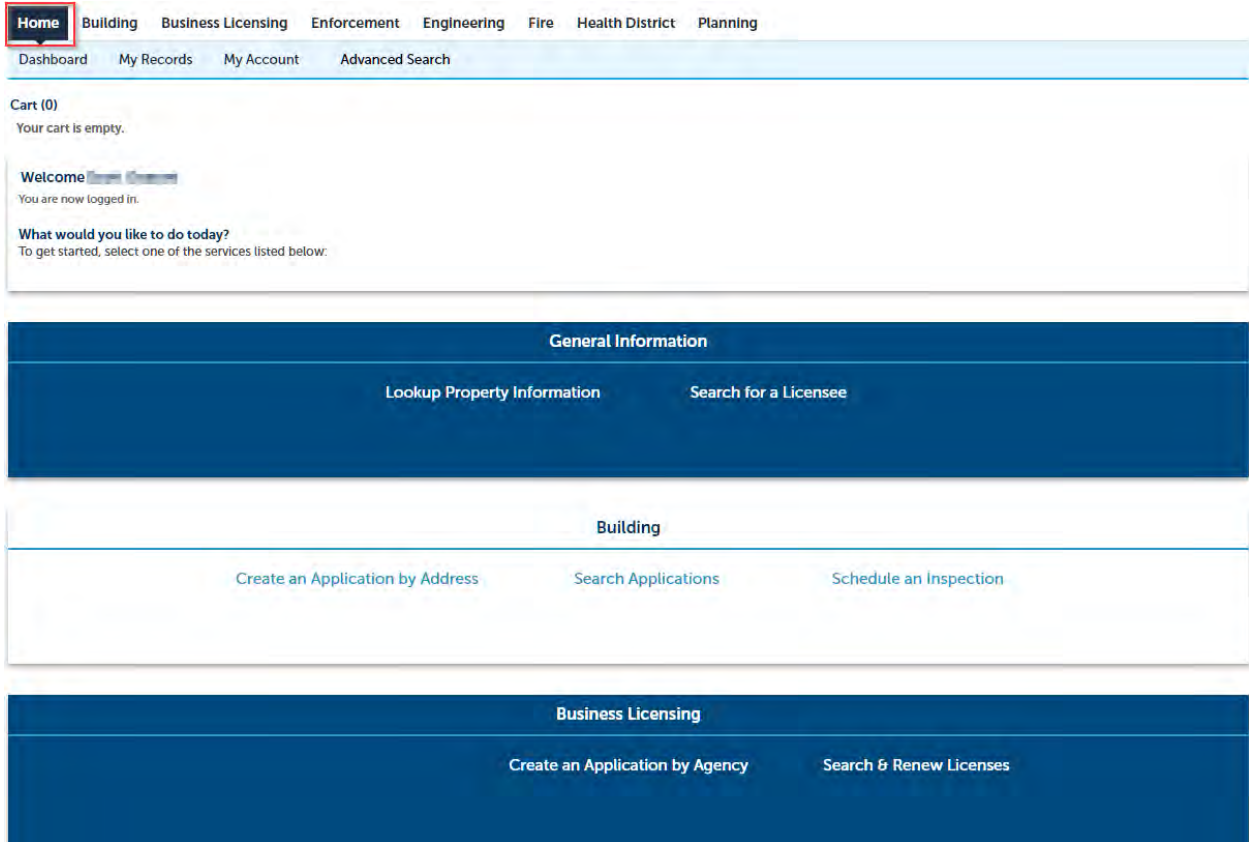 Home Building Business Licensing Enforcement Engineering Fire Health District Planning
Dashboard My Records My Account Advanced Search
Cart (0)
Your cart is empty.
Welcome
You are now logged in.
What would you like to do today?
To get started, select one of the services listed below:
General Information
Lookup Property Information Search for a Licensee
Building
Create an Application by Address Search Applications Schedule an Inspection
Business Licensing
Create an Application by Agency Search & Renew Licenses